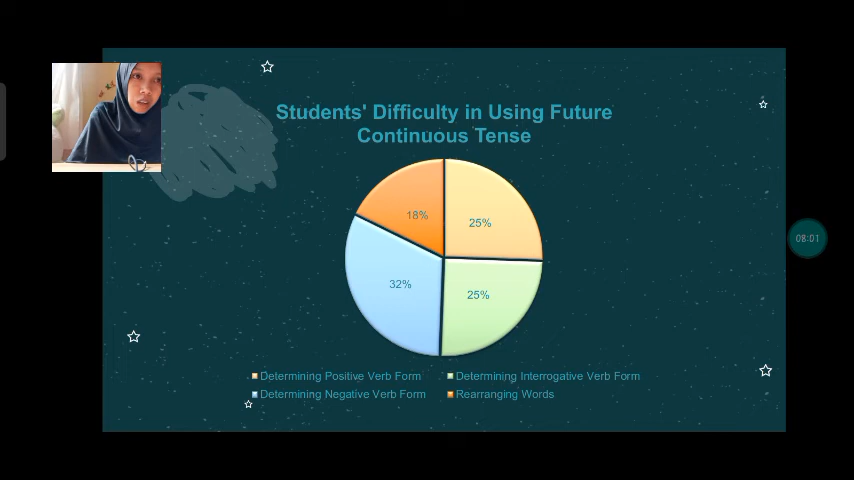 Students' Difficulty in Using Future
Continuous Tense
18%
25%
32%
25%
08:01
Determining Positive Verb Form
Determining Interrogative Verb Form
Determining Negative Verb Form
Rearranging Words